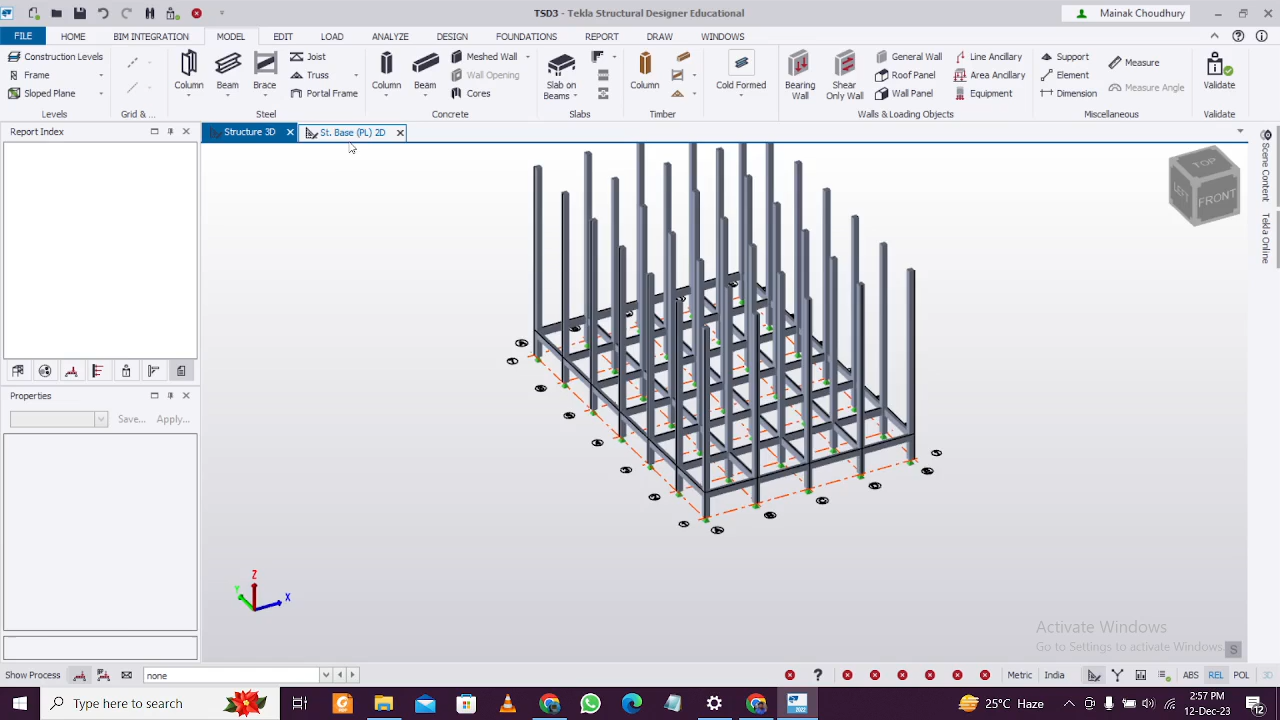 TSD3 - Tekla Structural Designer Educational
Mainak Choudhury
FILE HOME BIM INTEGRATION MODEL EDIT LOAD ANALYZE DESIGN FOUNDATIONS REPORT DRAW WINDOWS
Construction Levels
Frame
Sloped Plane
Levels
Grid & ...
Column
Beam
Brace
Joist
Truss
Portal Frame
Steel
Column
Beam
Meshed Wall
Wall Opening
Cores
Concrete
Slab on
Beams
Slabs
Column
Timber
Cold Formed
Bearing
Wall
Shear
Only Wall
General Wall
Roof Panel
Wall Panel
Line Ancillary
Area Ancillary
Equipment
Walls & Loading Objects
Support
Element
Dimension
Measure
Measure Angle
Miscellaneous
Validate
Validate
Report Index
Structure 3D
St. Base (PL) 2D
TOP
LEFT
FRONT
Scene Content
Tekla Online
Properties
Save...
Apply...
Z
Y
X
Activate Windows
Go to Settings to activate Windows.
S
Show Process
none
Metric
India
ABS
REL
POL
3D
Type here to search
2022
25°C
2:57 PM
12-Dec-23
2